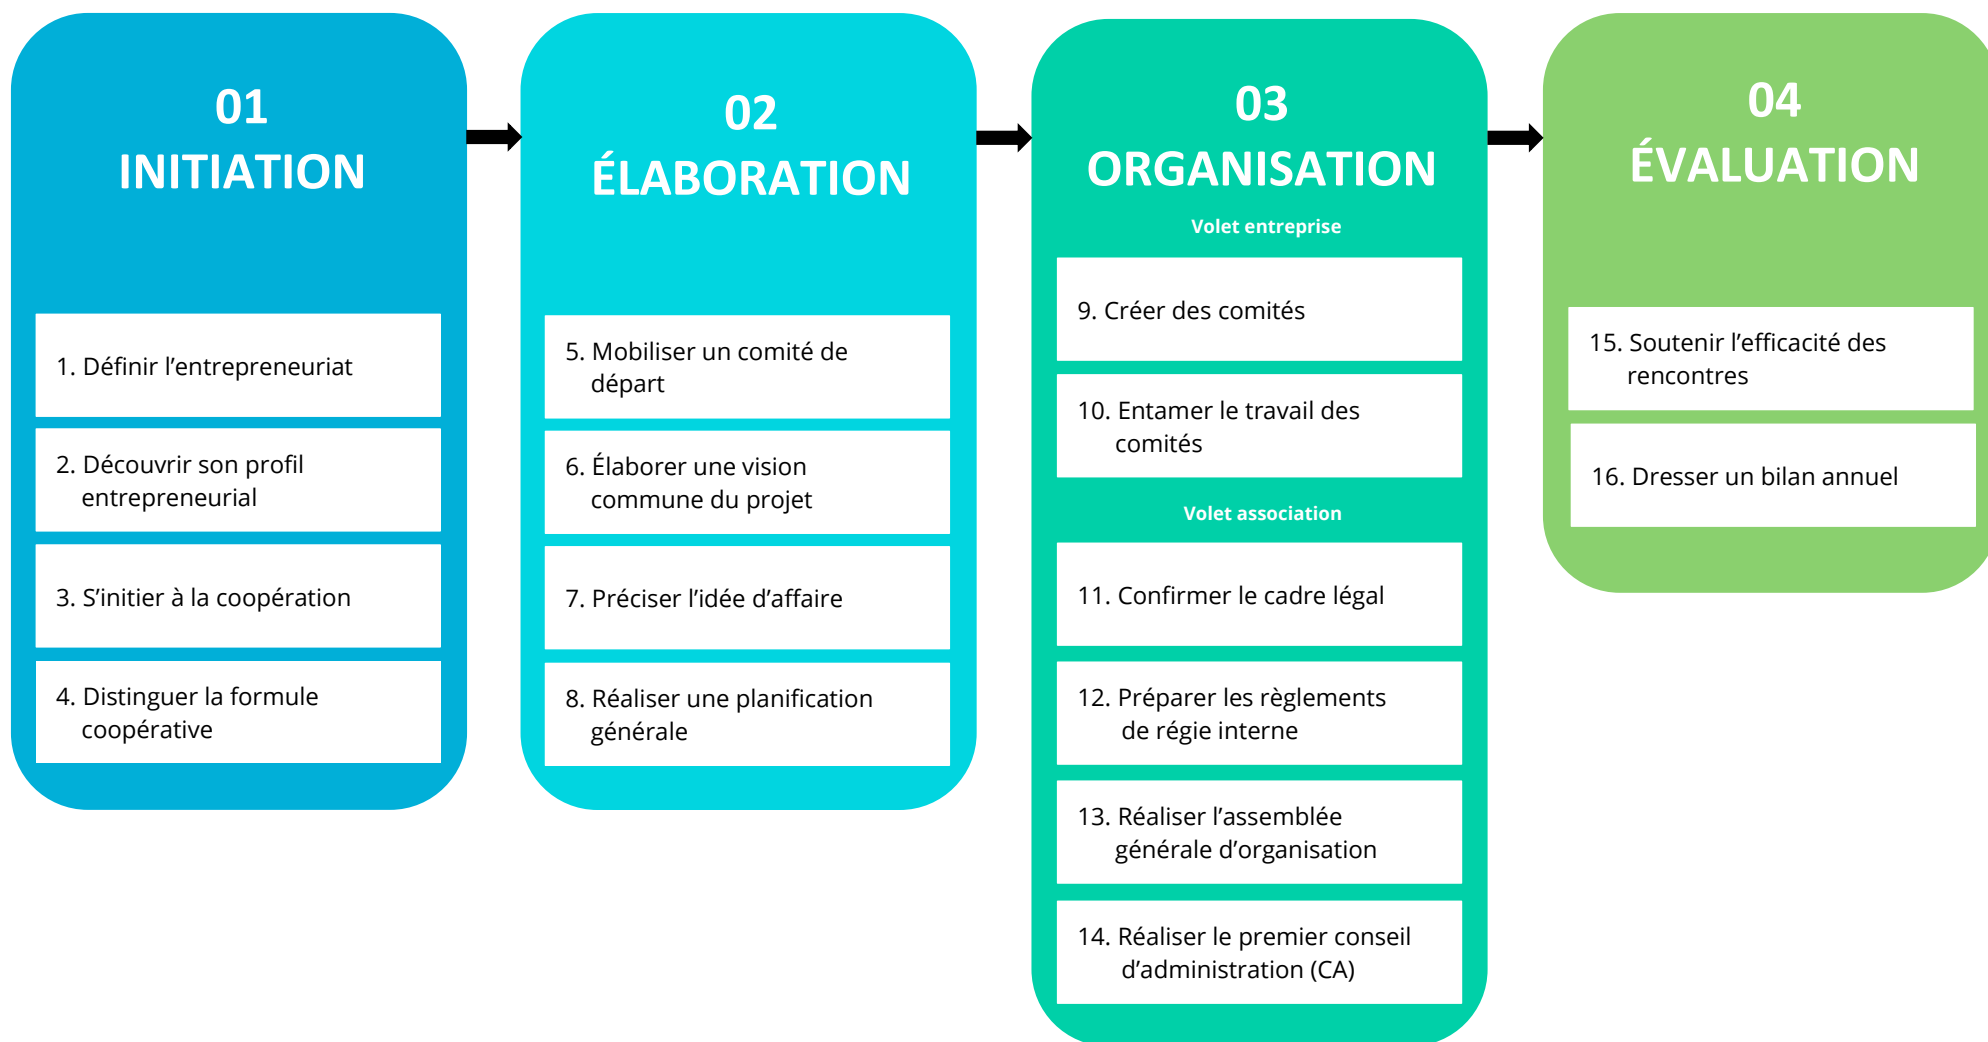 01
INITIATION
1. Définir l’entrepreneuriat
2. Découvrir son profil
entrepreneurial
3. S’initier à la coopération
4. Distinguer la formule
coopérative
02
ÉLABORATION
5. Mobiliser un comité de
départ
6. Élaborer une vision
commune du projet
7. Préciser l’idée d’affaire
8. Réaliser une planification
générale
03
ORGANISATION
Volet entreprise
9. Créer des comités
10. Entamer le travail des
comités
Volet association
11. Confirmer le cadre légal
12. Préparer les règlements
de régie interne
13. Réaliser l’assemblée
générale d’organisation
14. Réaliser le premier conseil
d’administration (CA)
04
ÉVALUATION
15. Soutenir l’efficacité des
rencontres
16. Dresser un bilan annuel